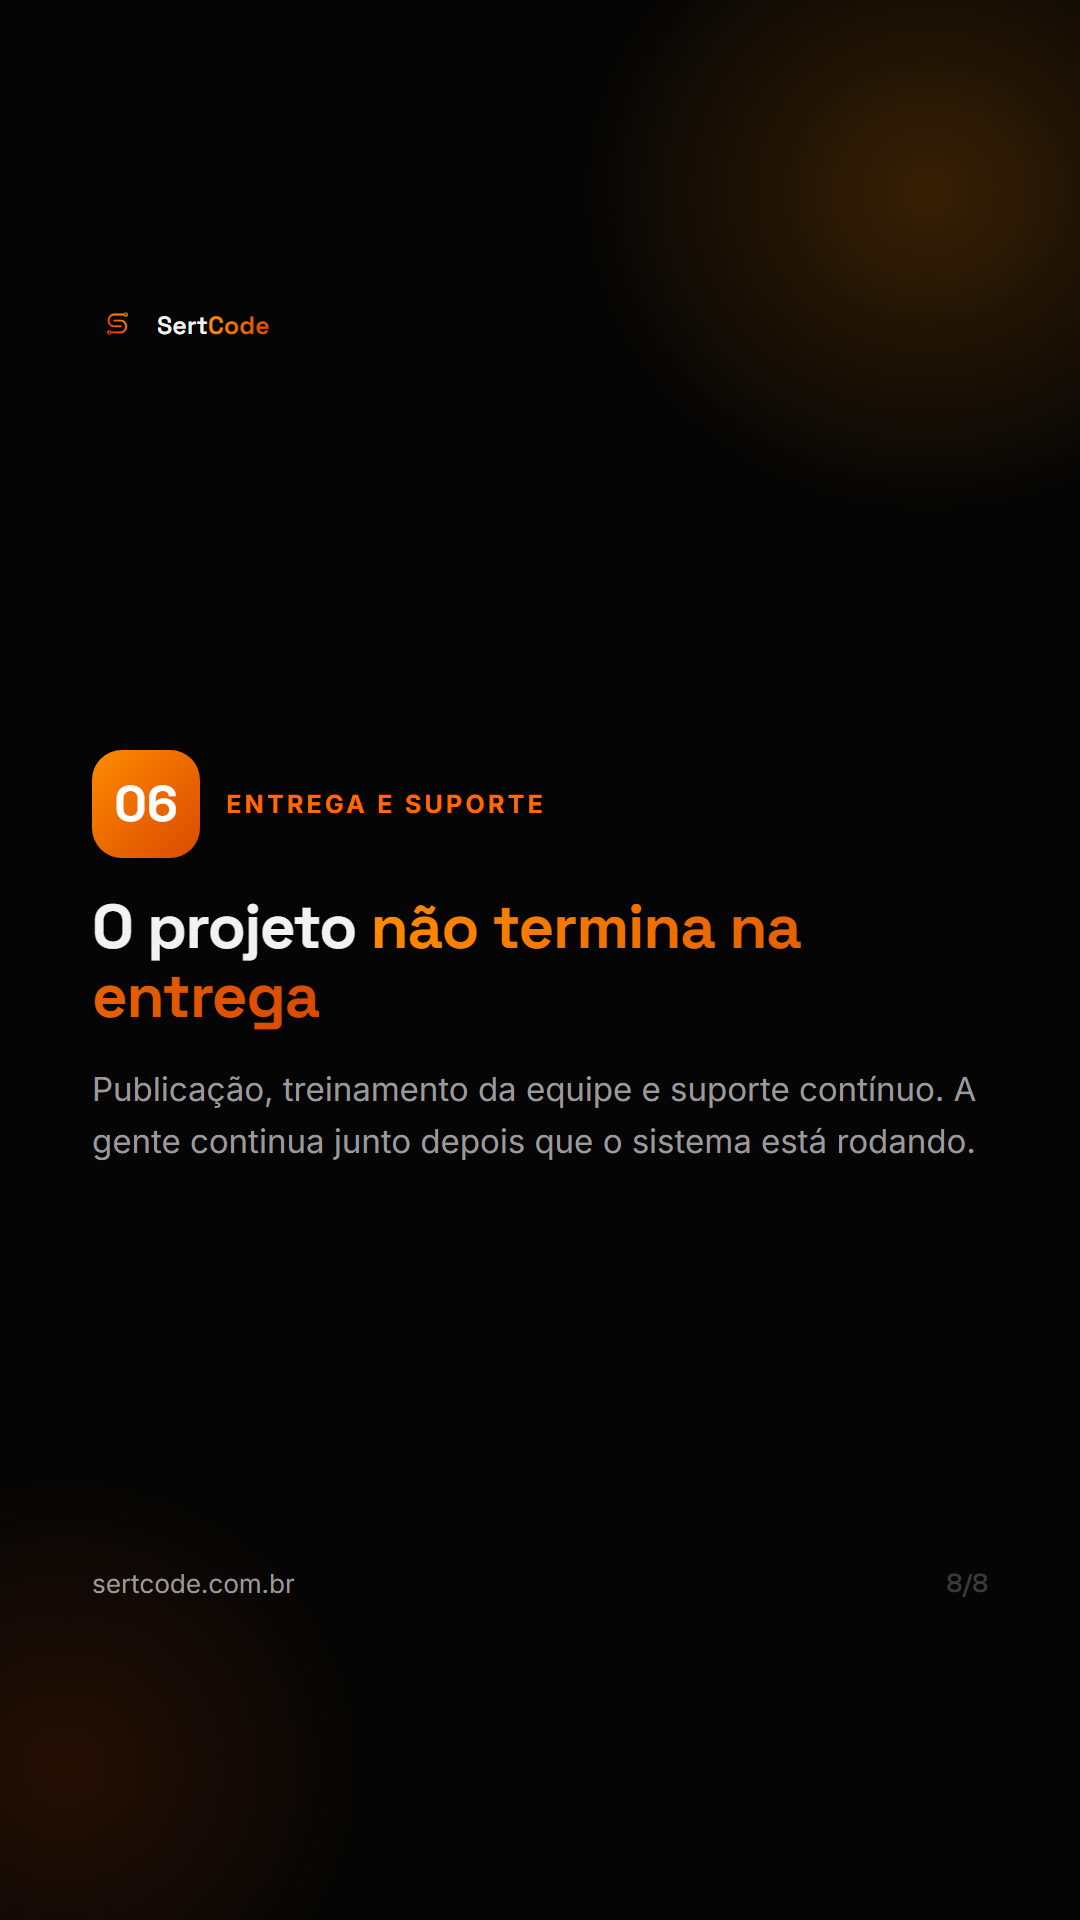 SertCode
06
ENTREGA E SUPORTE
O projeto não termina na
entrega
Publicação, treinamento da equipe e suporte contínuo. A
gente continua junto depois que o sistema está rodando.
sertcode.com.br
8/8